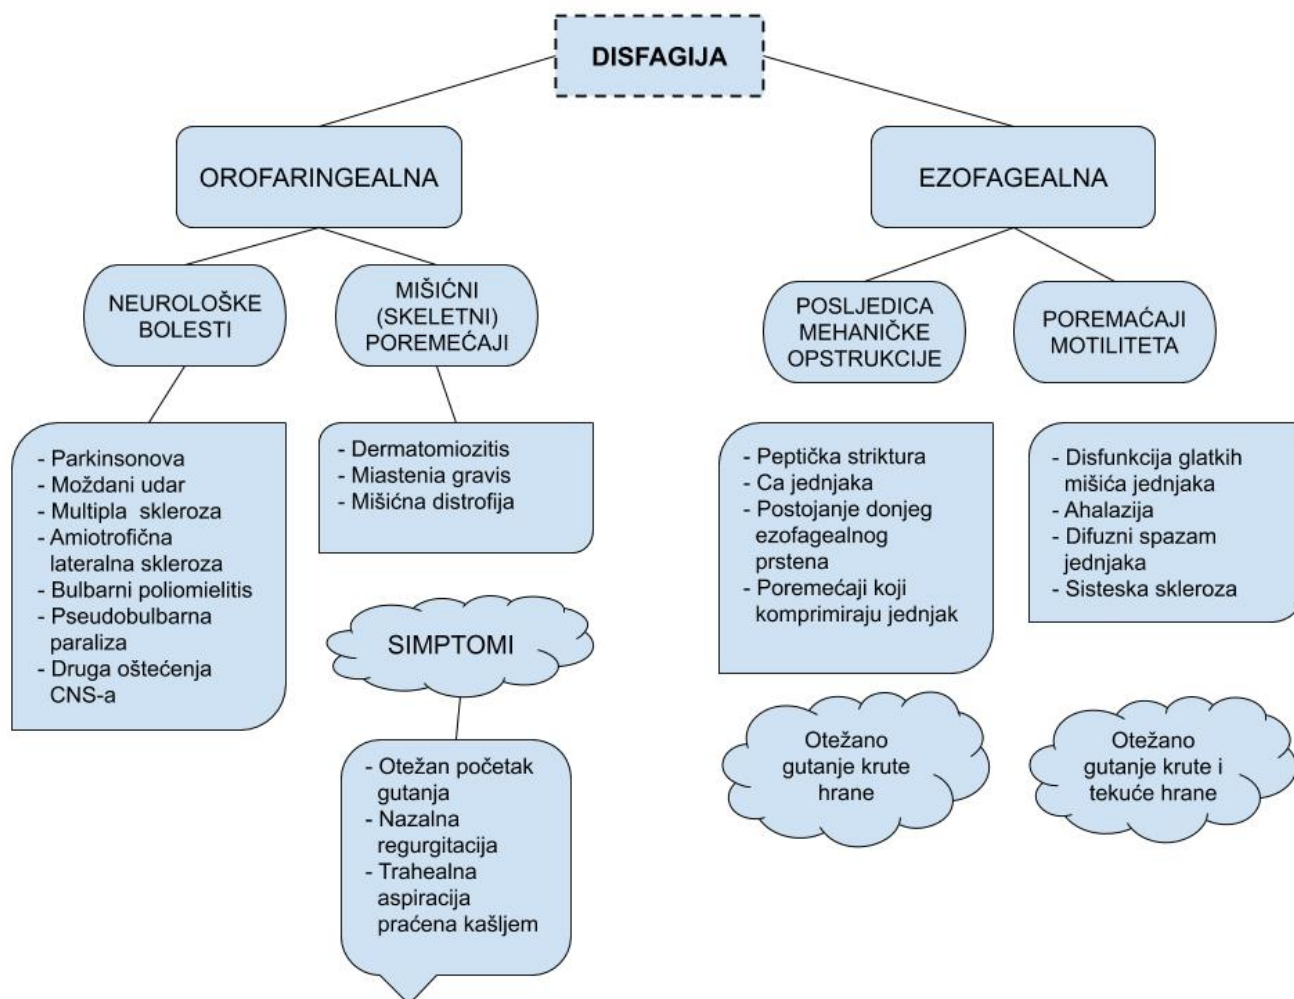 DISFAGIJA
OROFARINGEALNA
EZOFAGEALNA
NEUROLOŠKE
BOLESTI
MIŠIĆNI
(SKELETNI)
POREMEĆAJI
POSLJEDICA
MEHANIČKE
OPSTRUKCIJE
POREMAĆAJI
MOTILITETA
- Parkinsonova
- Moždani udar
- Multipla skleroza
- Amiotrofična
lateralna skleroza
- Bulbarni poliomielitis
- Pseudobulbarna
paraliza
- Druga oštećenja
CNS-a
- Dermatomiozitis
- Miastenia gravis
- Mišićna distrofija
SIMPTOMI
- Otežan početak
gutanja
- Nazalna
regurgitacija
- Trahealna
aspiracija
praćena kašljem
- Peptička striktura
- Ca jednjaka
- Postojanje donjeg
ezofagealnog
prstena
- Poremećaji koji
komprimiraju jednjak
- Disfunkcija glatkih
mišića jednjaka
- Ahalazija
- Difuzni spazam
jednjaka
- Sisteska skleroza
Otežano
gutanje krute
hrane
Otežano
gutanje krute i
tekuće hrane